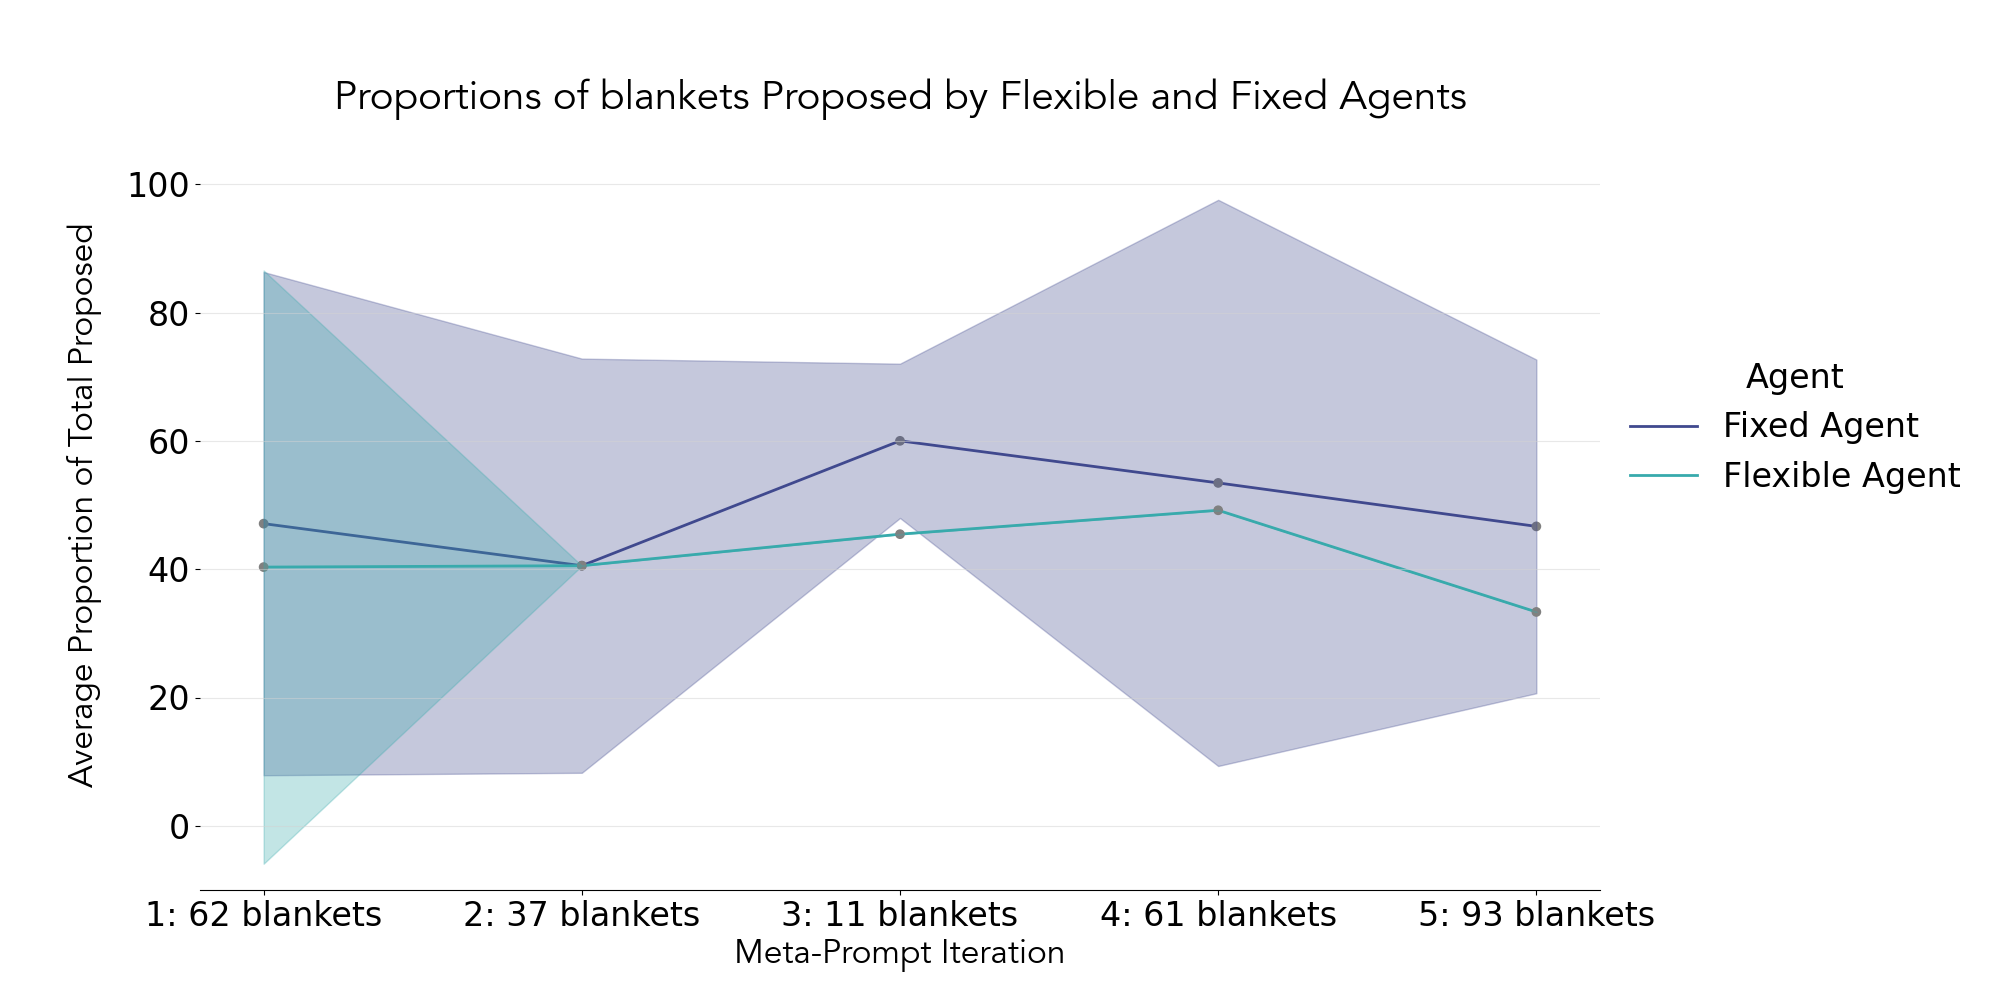 Proportions of blankets Proposed by Flexible and Fixed Agents
Average Proportion of Total Proposed
100
80
60
40
20
0
1: 62 blankets
2: 37 blankets
3: 11 blankets
4: 61 blankets
5: 93 blankets
Meta-Prompt Iteration
Agent
Fixed Agent
Flexible Agent